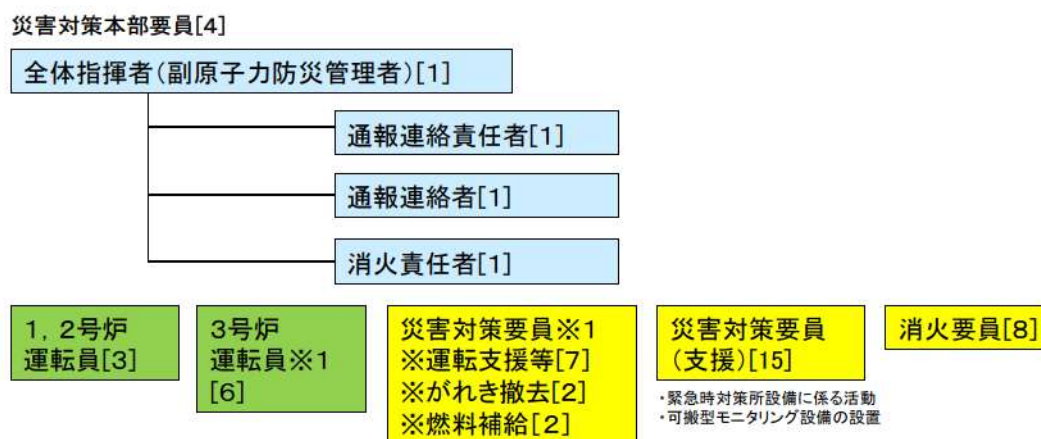 災害対策本部要員[4]
全体指揮者(副原子力防災管理者)[1]
通報連絡責任者[1]
通報連絡者[1]
消火責任者[1]
1,2号炉
運転員[3]
3号炉
運転員※1
[6]
災害対策要員※1
※運転支援等[7]
※がれき撤去[2]
※燃料補給[2]
災害対策要員
(支援)[15]
・緊急時対策所設備に係る活動
・可搬型モニタリング設備の設置
消火要員[8]